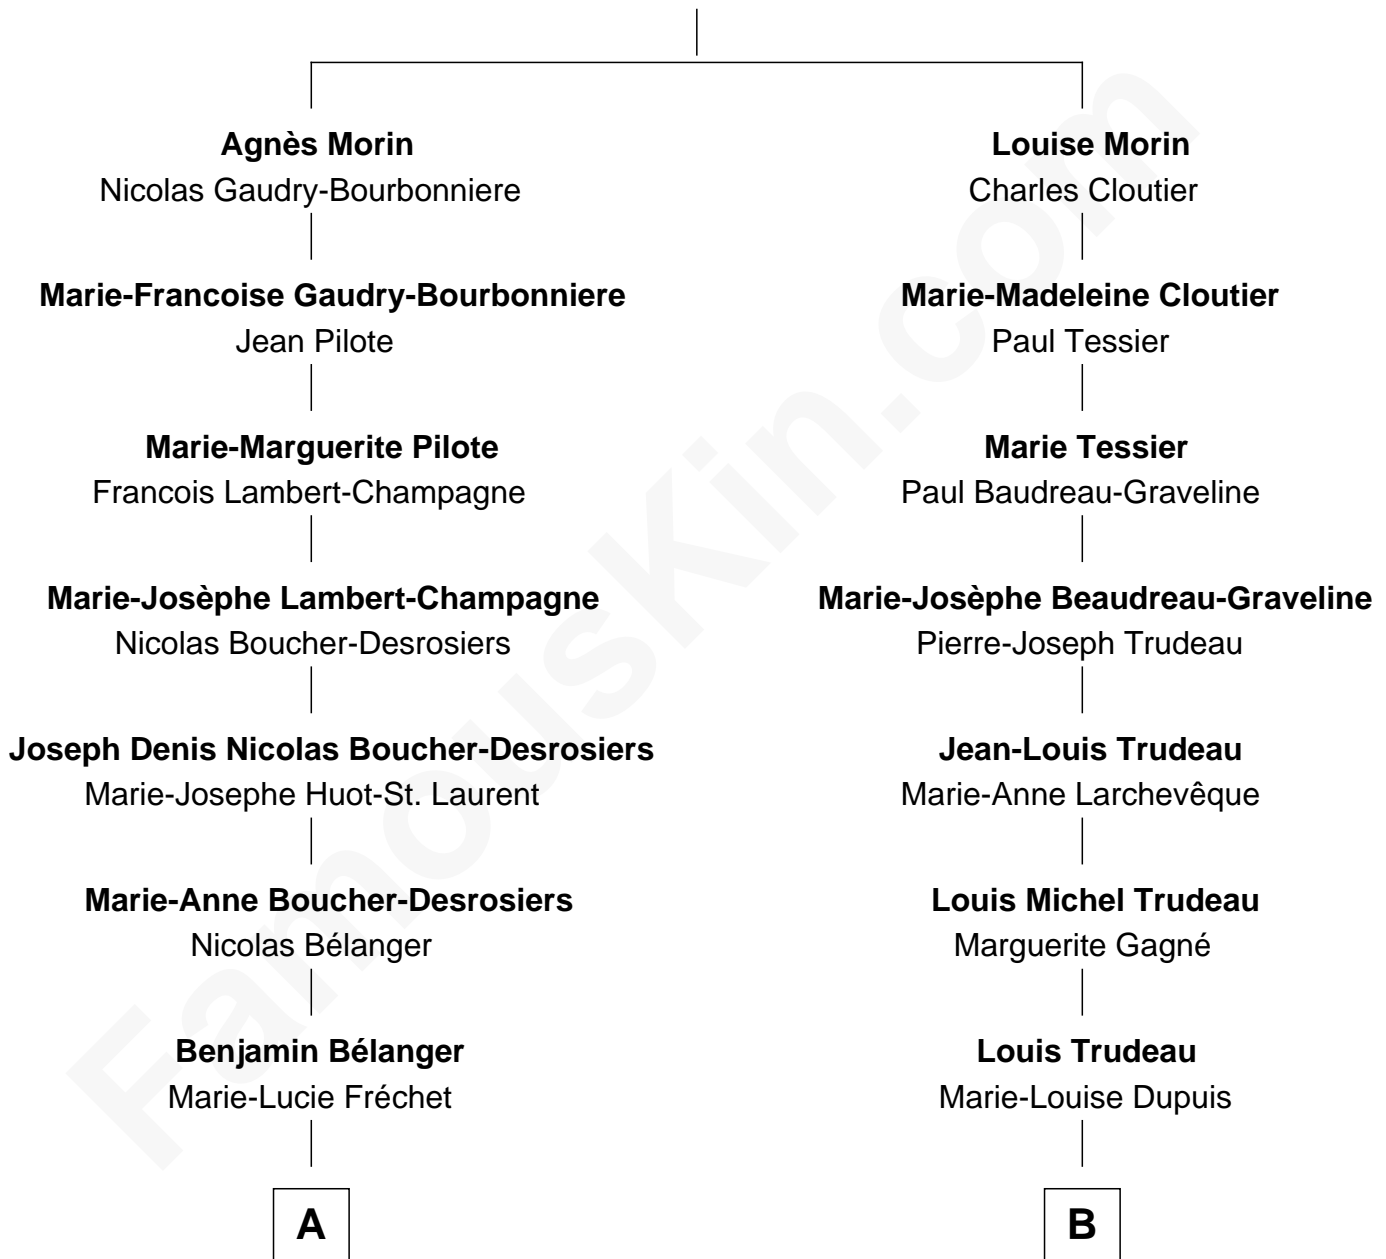 Agnès Morin
Nicolas Gaudry-Bourbonniere
Marie-Francoise Gaudry-Bourbonniere
Jean Pilote
Marie-Marguerite Pilote
Francois Lambert-Champagne
Marie-Josèphe Lambert-Champagne
Nicolas Boucher-Desrosiers
Joseph Denis Nicolas Boucher-Desrosiers
Marie-Josephe Huot-St. Laurent
Marie-Anne Boucher-Desrosiers
Nicolas Bélanger
Benjamin Bélanger
Marie-Lucie Fréchet
A
Louise Morin
Charles Cloutier
Marie-Madeleine Cloutier
Paul Tessier
Marie Tessier
Paul Baudreau-Graveline
Marie-Josèphe Beaudreau-Graveline
Pierre-Joseph Trudeau
Jean-Louis Trudeau
Marie-Anne Larchevêque
Louis Michel Trudeau
Marguerite Gagné
Louis Trudeau
Marie-Louise Dupuis
B
FamousKin.com